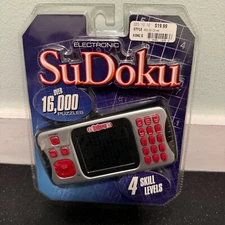 ELECTRONIC
SuDoku
OVER
16,000
PUZZLES
4 SKILL
LEVELS